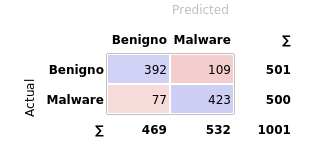 Predicted
Benigno Malware Σ
Actual
Benigno 392 109 501
Malware 77 423 500
Σ 469 532 1001